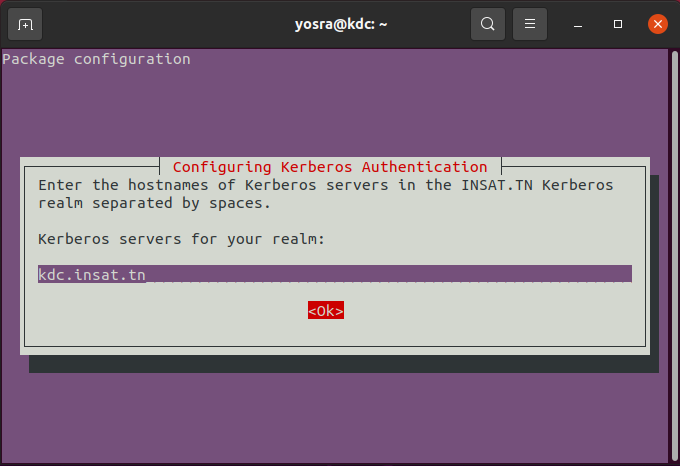 yosra@kdc: ~
Package configuration
Configuring Kerberos Authentication
Enter the hostnames of Kerberos servers in the INSAT.TN Kerberos
realm separated by spaces.
Kerberos servers for your realm:
kdc.insat.tn
<Ok>